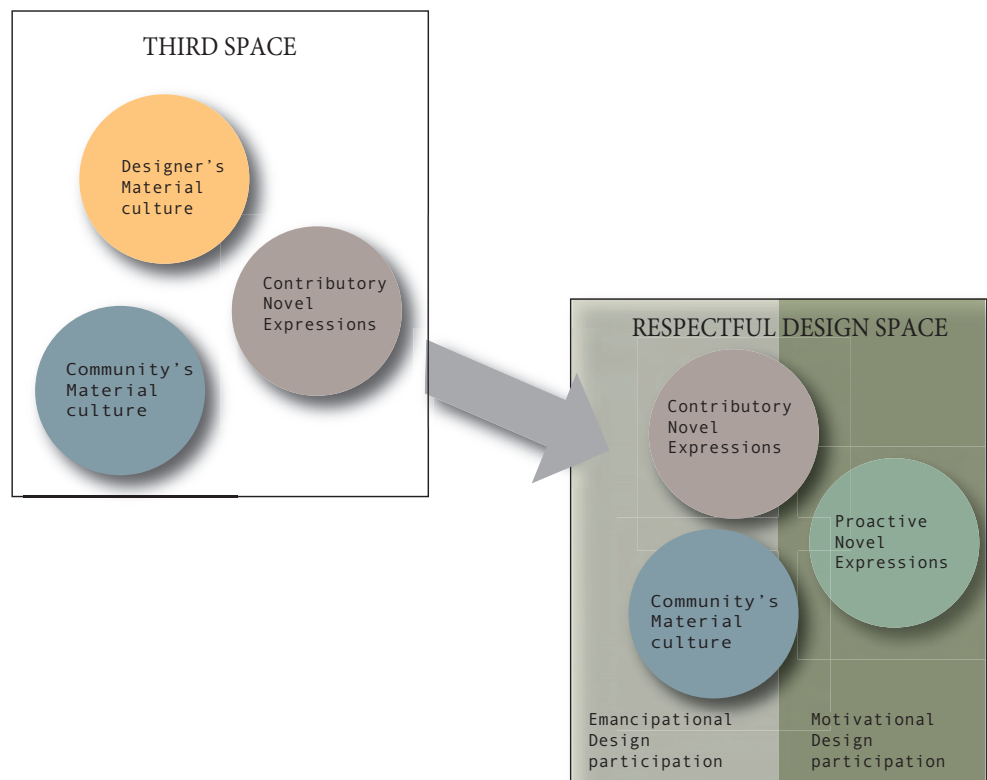 THIRD SPACE
Designer's
Material
culture
Contributory
Novel
Expressions
Community's
Material
culture
RESPECTFUL DESIGN SPACE
Contributory
Novel
Expressions
Proactive
Novel
Expressions
Community's
Material
culture
Emancipational
Design
participation
Motivational
Design
participation